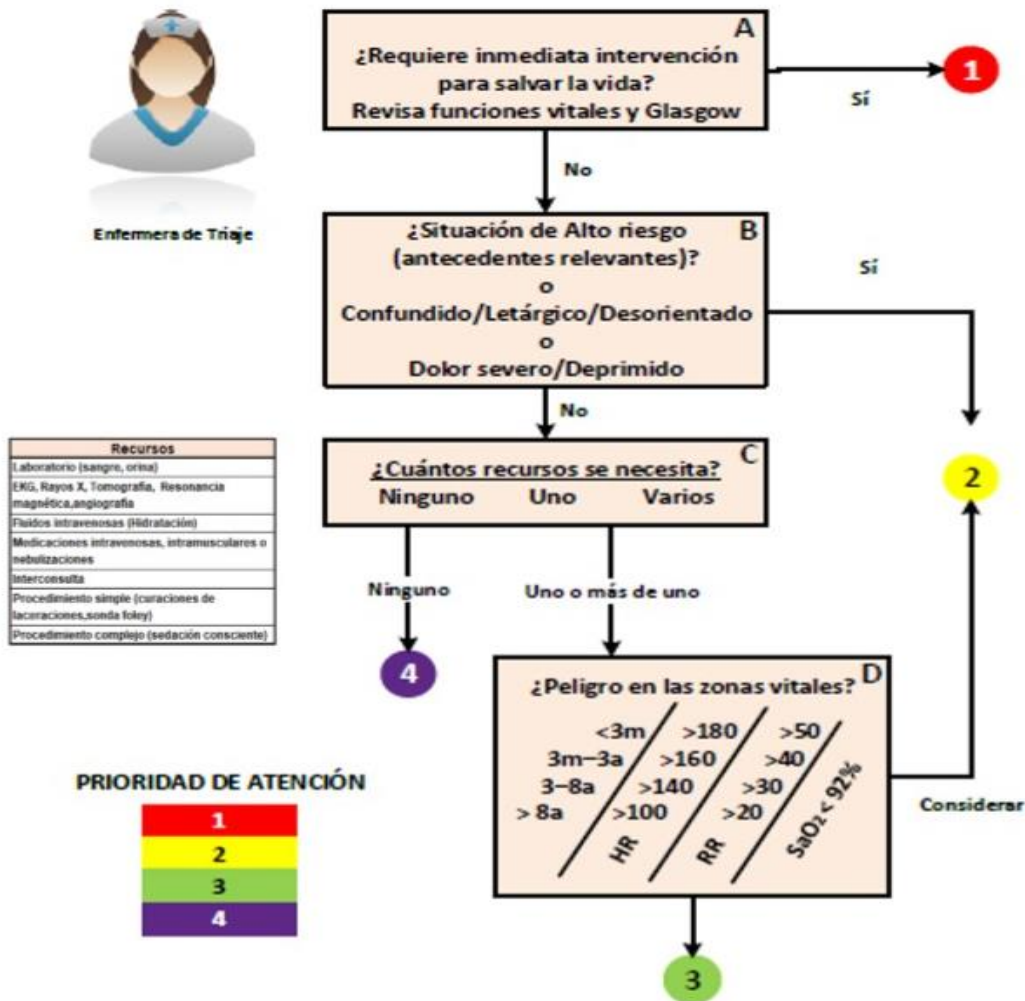 A
¿Requiere inmediata intervención
para salvar la vida?
Revisa funciones vitales y Glasgow
Sí
1
No
Enfermera de Triaje
B
¿Situación de Alto riesgo
(antecedentes relevantes)?
o
Confundido/Letárgico/Desorientado
o
Dolor severo/Deprimido
Sí
No
2
Recursos
Laboratorio (sangre, orina)
EKG, Rayos X, Tomografia, Resonancia
magnética,angiografia
Fluidos intravenosas (Hidratación)
Medicaciones intravenosas, intramusculares o
nebulizaciones
Interconsulta
Procedimiento simple (curaciones de
laceraciones,sonda foley)
Procedimiento complejo (sedación consciente)
C
¿Cuántos recursos se necesita?
Ninguno Uno Varios
Ninguno
Uno o más de uno
4
D
¿Peligro en las zonas vitales?
<3m >180 >50
3m–3a >160 >40
3–8a >140 >30
> 8a >100 >20
HR RR SaO₂ < 92%
Considerar
PRIORIDAD DE ATENCIÓN
1
2
3
4
3